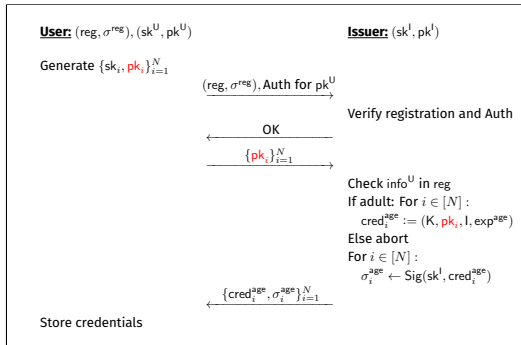 User: (reg, σ^reg), (sk^U, pk^U)
Issuer: (sk^I, pk^I)
Generate {sk_i, pk_i}_{i=1}^N
(reg, σ^reg), Auth for pk^U
Verify registration and Auth
OK
{pk_i}_{i=1}^N
Check info^U in reg
If adult: For i ∈ [N] :
cred_i^age := (K, pk_i, I, exp^age)
Else abort
For i ∈ [N] :
σ_i^age ← Sig(sk^I, cred_i^age)
{cred_i^age, σ_i^age}_{i=1}^N
Store credentials